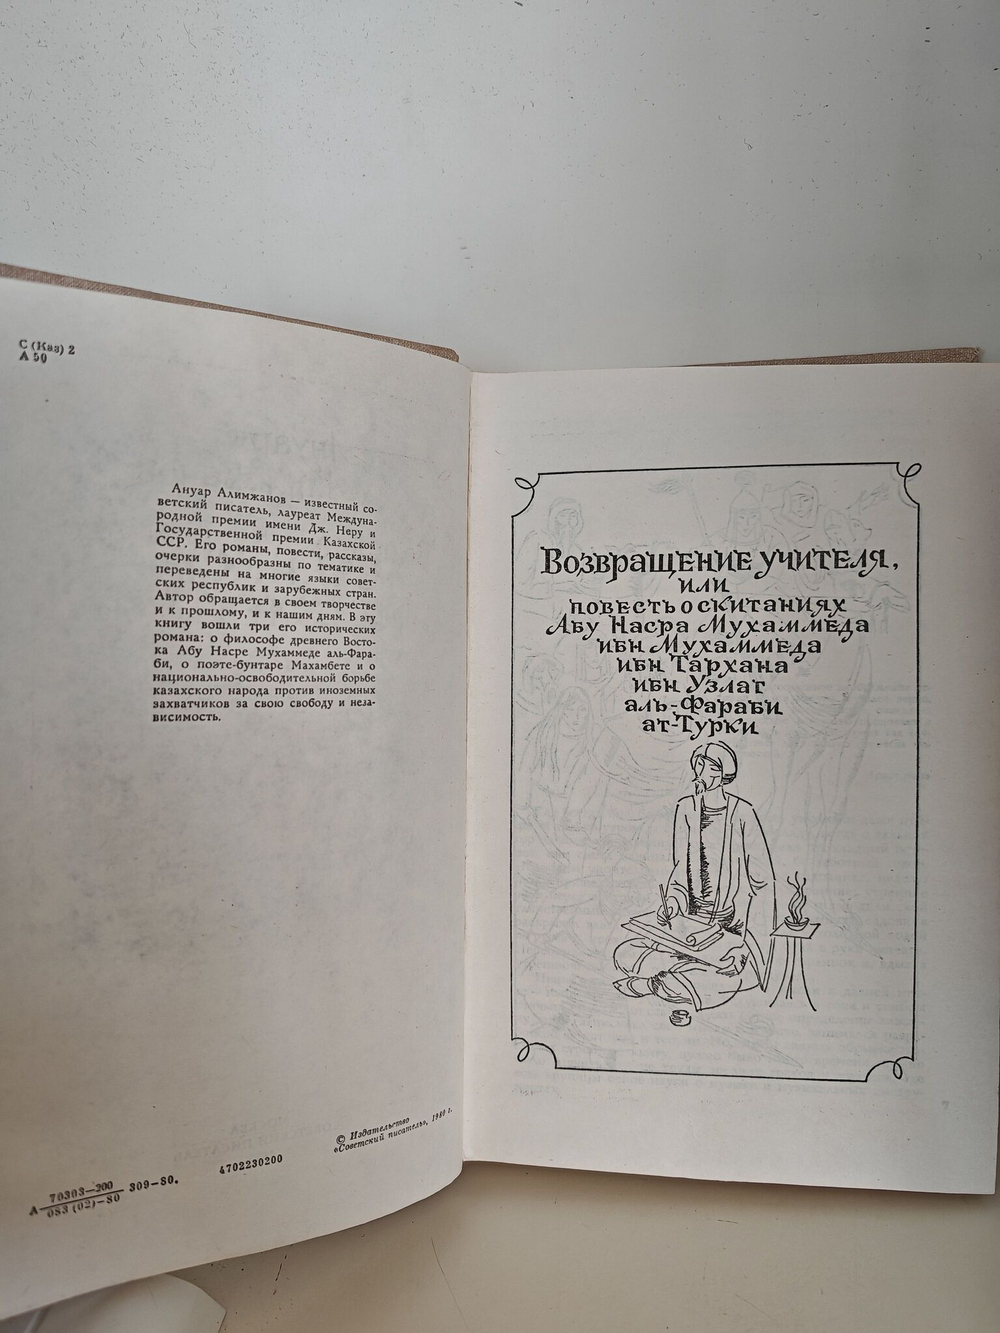 С (Каз) 2
А 50
Ануар Алимжанов — известный со-
ветский писатель, лауреат Междуна-
родной премии имени Дж. Неру и
Государственной премии Казахской
ССР. Его романы, повести, рассказы,
очерки разнообразны по тематике и
переведены на многие языки совет-
ских республик и зарубежных стран.
Автор обращается в своем творчестве
и к прошлому, и к нашим дням. В эту
книгу вошли три его исторических
романа: о философе древнего Восто-
ка Абу Насре Мухаммеде аль-Фара-
би, о поэте-бунтаре Махамбете и о
национально-освободительной борьбе
казахского народа против иноземных
захватчиков за свою свободу и неза-
висимость.
А 70303—200 309—80.
083 (02)—80
4702230200
© Издательство
«Советский писатель», 1980 г.
Возвращение учителя,
или
повесть о скитаниях
Абу Насра Мухаммеда
ибн Мухаммеда
ибн Тархана
ибн Узлаг
аль-Фараби
ат-Турки
7